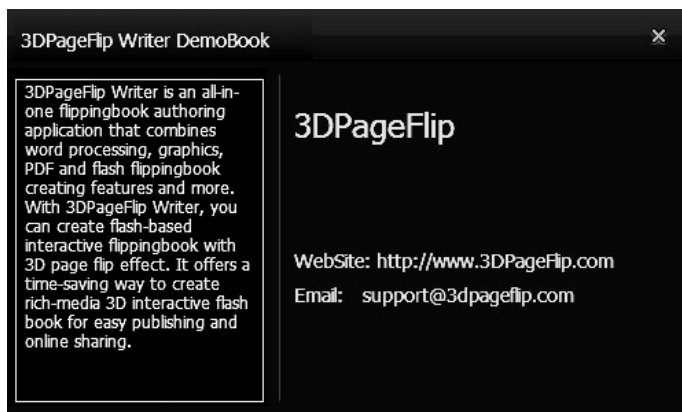 3DPageFlip Writer DemoBook
3DPageFlip Writer is an all-in-
one flippingbook authoring
application that combines
word processing, graphics,
PDF and flash flippingbook
creating features and more.
With 3DPageFlip Writer, you
can create flash-based
interactive flippingbook with
3D page flip effect. It offers a
time-saving way to create
rich-media 3D interactive flash
book for easy publishing and
online sharing.
3DPageFlip
WebSite: http://www.3DPageFlip.com
Email: support@3dpageflip.com